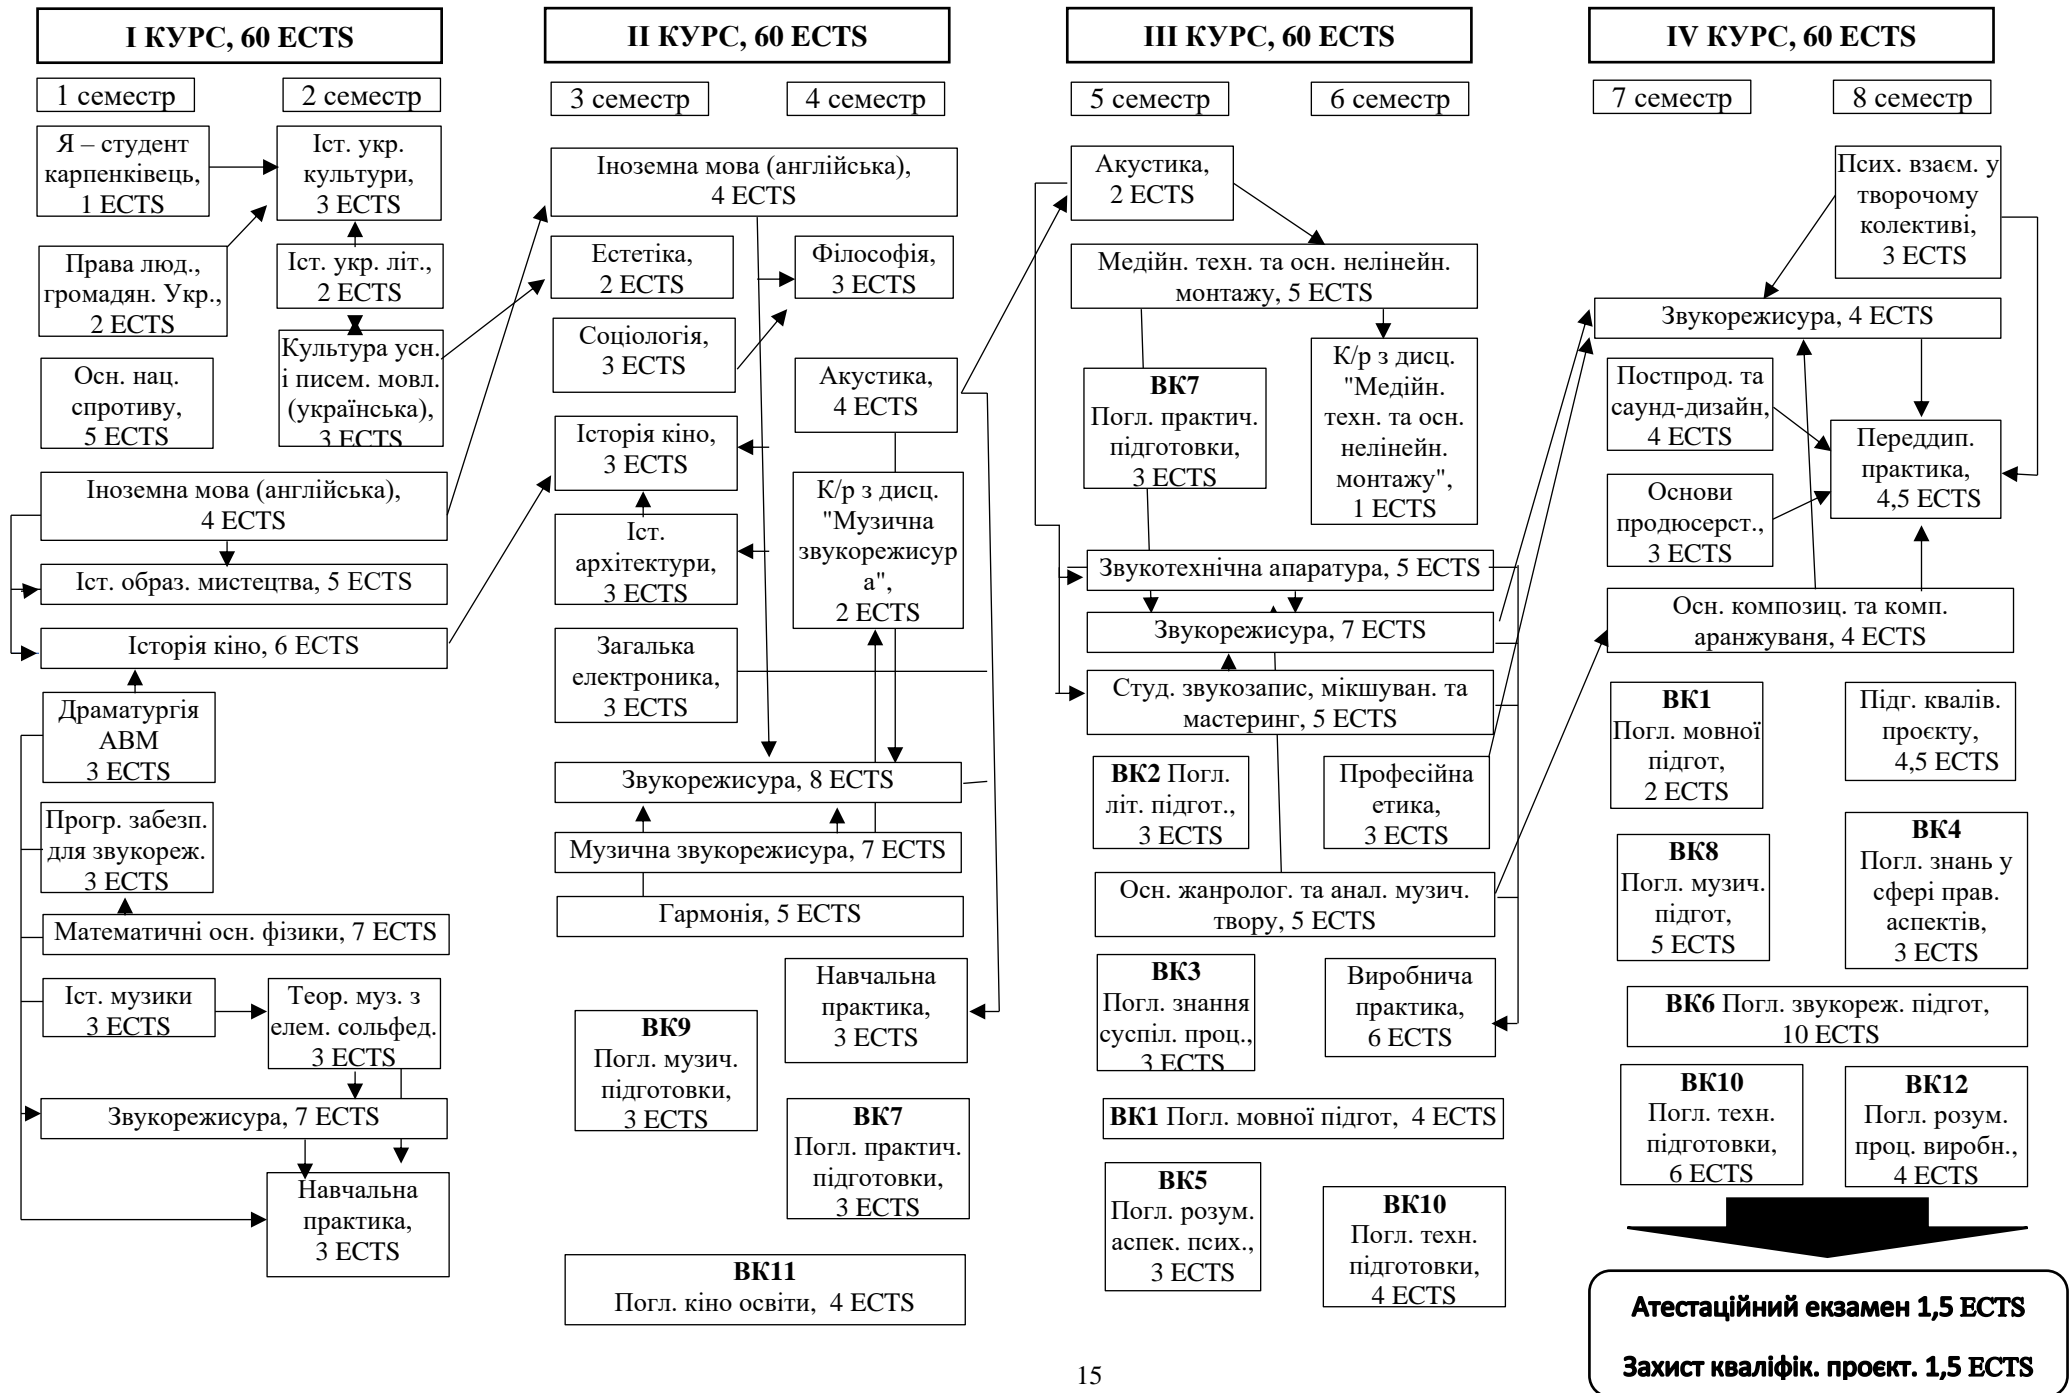 І КУРС, 60 ECTS
1 семестр
2 семестр
Я – студент
карпенківець,
1 ECTS
Іст. укр.
культури,
3 ECTS
Права люд.,
громадян. Укр.,
2 ECTS
Іст. укр. літ.,
2 ECTS
Культура усн.
і писем. мовл.
(українська),
3 ECTS
Осн. нац.
спротиву,
5 ECTS
Іноземна мова (англійська),
4 ECTS
Іст. образ. мистецтва, 5 ECTS
Історія кіно, 6 ECTS
Драматургія
АВМ
3 ECTS
Прогр. забезп.
для звукореж.
3 ECTS
Математичні осн. фізики, 7 ECTS
Іст. музики
3 ECTS
Теор. муз. з
елем. сольфед.
3 ECTS
Звукорежисура, 7 ECTS
Навчальна
практика,
3 ECTS
ІІ КУРС, 60 ECTS
3 семестр
4 семестр
Іноземна мова (англійська),
4 ECTS
Естетіка,
2 ECTS
Філософія,
3 ECTS
Соціологія,
3 ECTS
Акустика,
4 ECTS
Історія кіно,
3 ECTS
К/р з дисц.
"Музична
звукорежисур
а",
2 ECTS
Іст.
архітектури,
3 ECTS
Загалька
електроника,
3 ECTS
Звукорежисура, 8 ECTS
Музична звукорежисура, 7 ECTS
Гармонія, 5 ECTS
Навчальна
практика,
3 ECTS
ВК9
Погл. музич.
підготовки,
3 ECTS
ВК7
Погл. практич.
підготовки,
3 ECTS
ВК11
Погл. кіно освіти, 4 ECTS
ІІІ КУРС, 60 ECTS
5 семестр
6 семестр
Акустика,
2 ECTS
Медійн. техн. та осн. нелінейн.
монтажу, 5 ECTS
ВК7
Погл. практич.
підготовки,
3 ECTS
К/р з дисц.
"Медійн.
техн. та осн.
нелінейн.
монтажу",
1 ECTS
Звукотехнічна апаратура, 5 ECTS
Звукорежисура, 7 ECTS
Студ. звукозапис, мікшуван. та
мастеринг, 5 ECTS
ВК2 Погл.
літ. підгот.,
3 ECTS
Професійна
етика,
3 ECTS
Осн. жанролог. та анал. музич.
твору, 5 ECTS
ВК3
Погл. знання
суспіл. проц.,
3 ECTS
Виробнича
практика,
6 ECTS
ВК1 Погл. мовної підгот, 4 ECTS
ВК5
Погл. розум.
аспек. псих.,
3 ECTS
ВК10
Погл. техн.
підготовки,
4 ECTS
IV КУРС, 60 ECTS
7 семестр
8 семестр
Псих. взаєм. у
творочому
колективі,
3 ECTS
Звукорежисура, 4 ECTS
Постпрод. та
саунд-дизайн,
4 ECTS
Переддип.
практика,
4,5 ECTS
Основи
продюсерст.,
3 ECTS
Осн. композиц. та комп.
аранжуваня, 4 ECTS
ВК1
Погл. мовної
підгот,
2 ECTS
Підг. квалів.
проєкту,
4,5 ECTS
ВК8
Погл. музич.
підгот,
5 ECTS
ВК4
Погл. знань у
сфері прав.
аспектів,
3 ECTS
ВК6 Погл. звукореж. підгот,
10 ECTS
ВК10
Погл. техн.
підготовки,
6 ECTS
ВК12
Погл. розум.
проц. виробн.,
4 ECTS
Атестаційний екзамен 1,5 ECTS
Захист кваліфік. проєкт. 1,5 ECTS
15